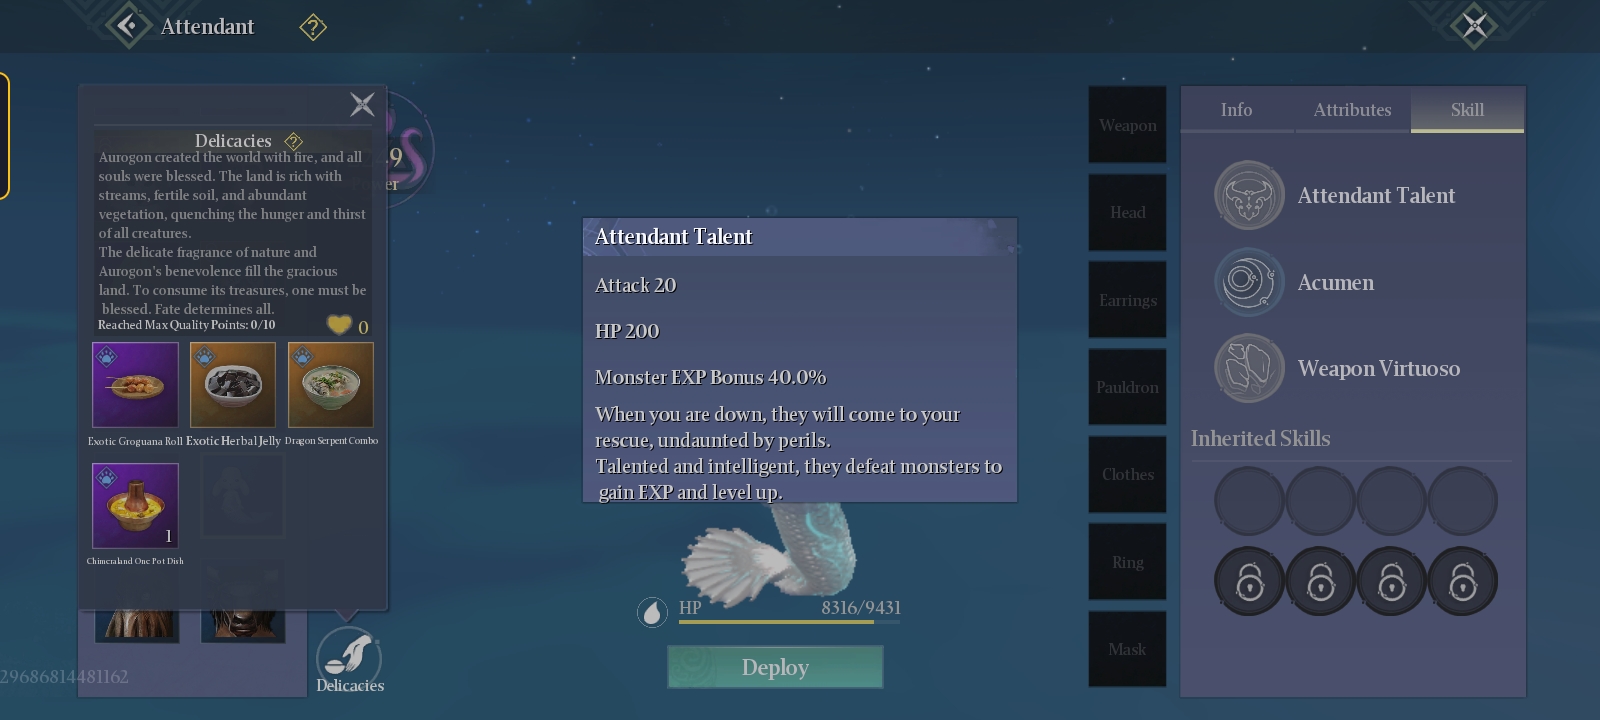 Attendant
Delicacies
Aurogon created the world with fire, and all
souls were blessed. The land is rich with
streams, fertile soil, and abundant
vegetation, quenching the hunger and thirst
of all creatures.
The delicate fragrance of nature and
Aurogon's benevolence fill the gracious
land. To consume its treasures, one must be
blessed. Fate determines all.
Reached Max Quality Points: 0/10
0
Exotic Groguana Roll
Exotic Herbal Jelly
Dragon Serpent Combo
1
Chimeraland One Pot Dish
Delicacies
29686814481162
Attendant Talent
Attack 20
HP 200
Monster EXP Bonus 40.0%
When you are down, they will come to your
rescue, undaunted by perils.
Talented and intelligent, they defeat monsters to
gain EXP and level up.
HP 8316/9431
Deploy
Weapon
Head
Earrings
Pauldron
Clothes
Ring
Mask
Info Attributes Skill
Attendant Talent
Acumen
Weapon Virtuoso
Inherited Skills